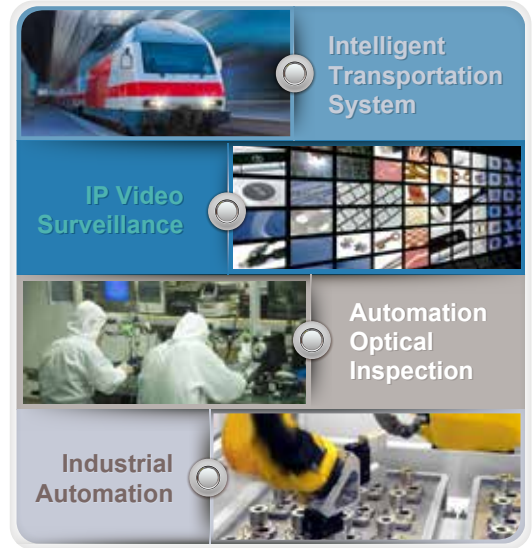 Intelligent
Transportation
System
IP Video
Surveillance
Automation
Optical
Inspection
Industrial
Automation